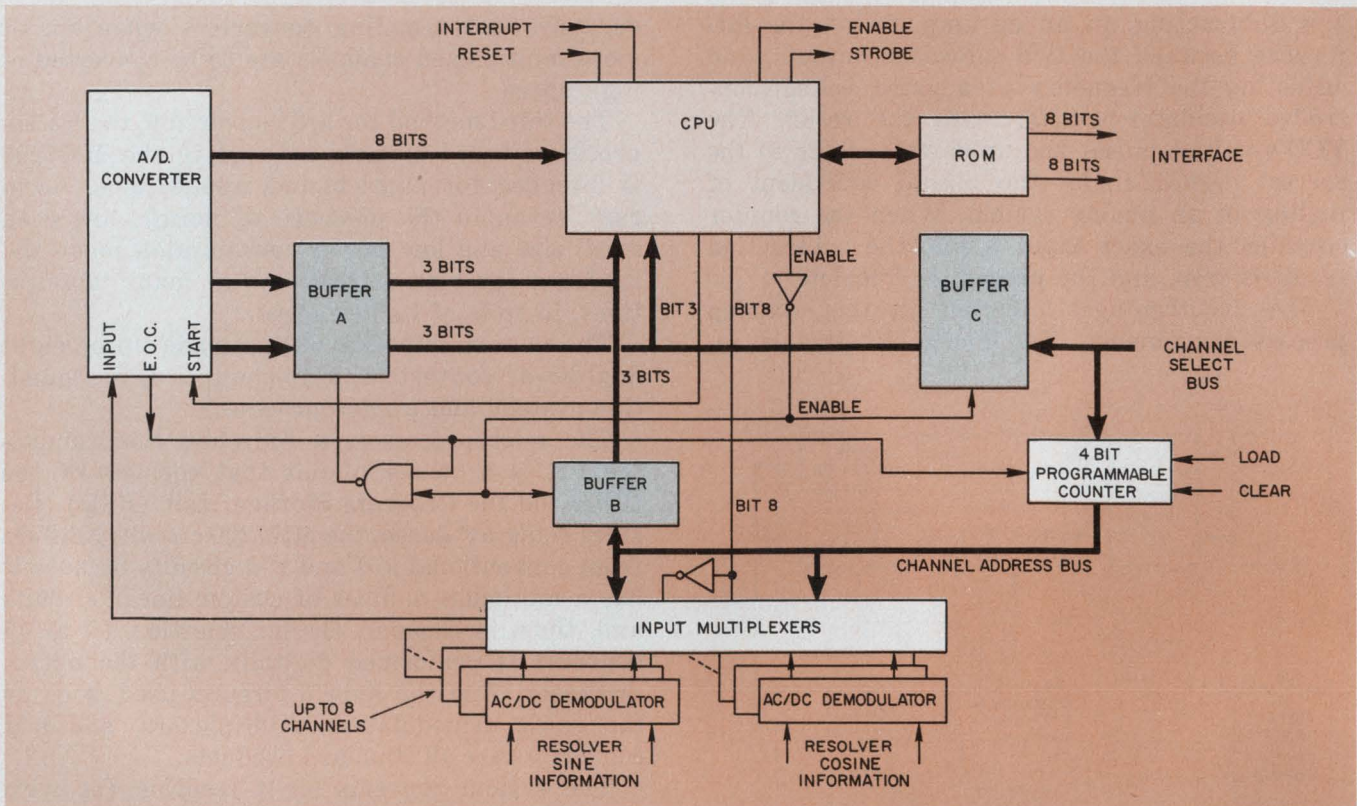 INTERRUPT
RESET
ENABLE
STROBE
CPU
A/D.
CONVERTER
INPUT
E.O.C.
START
8 BITS
ROM
8 BITS
8 BITS
INTERFACE
BUFFER
A
3 BITS
3 BITS
3 BITS
BIT 3
BIT 8
ENABLE
BUFFER
C
CHANNEL
SELECT
BUS
ENABLE
4 BIT
PROGRAMMABLE
COUNTER
LOAD
CLEAR
BUFFER
B
BIT 8
CHANNEL ADDRESS BUS
INPUT MULTIPLEXERS
UP TO 8
CHANNELS
AC/DC DEMODULATOR
AC/DC DEMODULATOR
RESOLVER
SINE
INFORMATION
RESOLVER
COSINE
INFORMATION